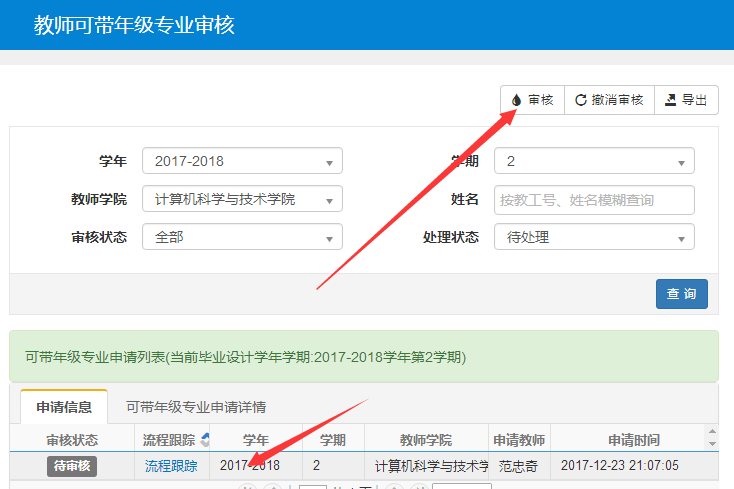 教师可带年级专业审核
审核 撤消审核 导出
学年 2017-2018 学期 2
教师学院 计算机科学与技术学院 姓名 按教工号、姓名模糊查询
审核状态 全部 处理状态 待处理
查 询
可带年级专业申请列表(当前毕业设计学年学期:2017-2018学年第2学期)
申请信息 可带年级专业申请详情
审核状态 流程跟踪 学年 学期 教师学院 申请教师 申请时间
待审核 流程跟踪 2017-2018 2 计算机科学与技术学 范忠奇 2017-12-23 21:07:05